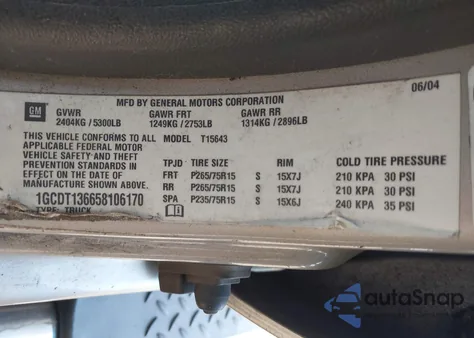 MFD BY GENERAL MOTORS CORPORATION
06/04
GM
GVWR GAWR FRT GAWR RR
2404KG / 5300LB 1249KG / 2753LB 1314KG / 2896LB
THIS VEHICLE CONFORMS TO ALL
APPLICABLE FEDERAL MOTOR
VEHICLE SAFETY AND THEFT
PREVENTION STANDARDS IN
EFFECT ON THE DATE OF
MANUFACTURE SHOWN ABOVE.
1GCDT136658106170
TYPE: TRUCK
MODEL T15643
TPJD TIRE SIZE RIM COLD TIRE PRESSURE
FRT P265/75R15 S 15X7J 210 KPA 30 PSI
RR P265/75R15 S 15X7J 210 KPA 30 PSI
SPA P235/75R15 S 15X6J 240 KPA 35 PSI
autoSnap